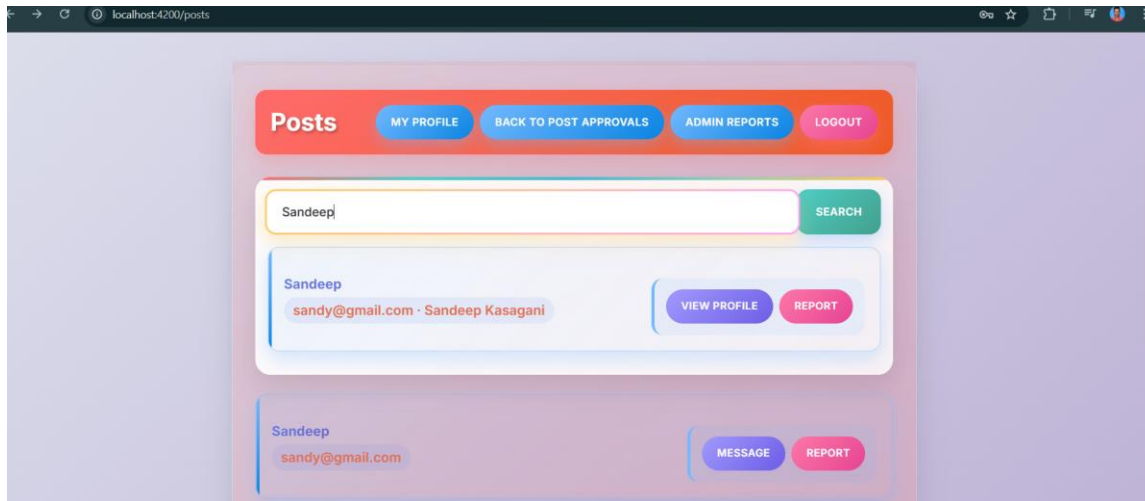 localhost:4200/posts
Posts MY PROFILE BACK TO POST APPROVALS ADMIN REPORTS LOGOUT
Sandeep SEARCH
Sandeep
sandy@gmail.com · Sandeep Kasagani VIEW PROFILE REPORT
Sandeep
sandy@gmail.com MESSAGE REPORT